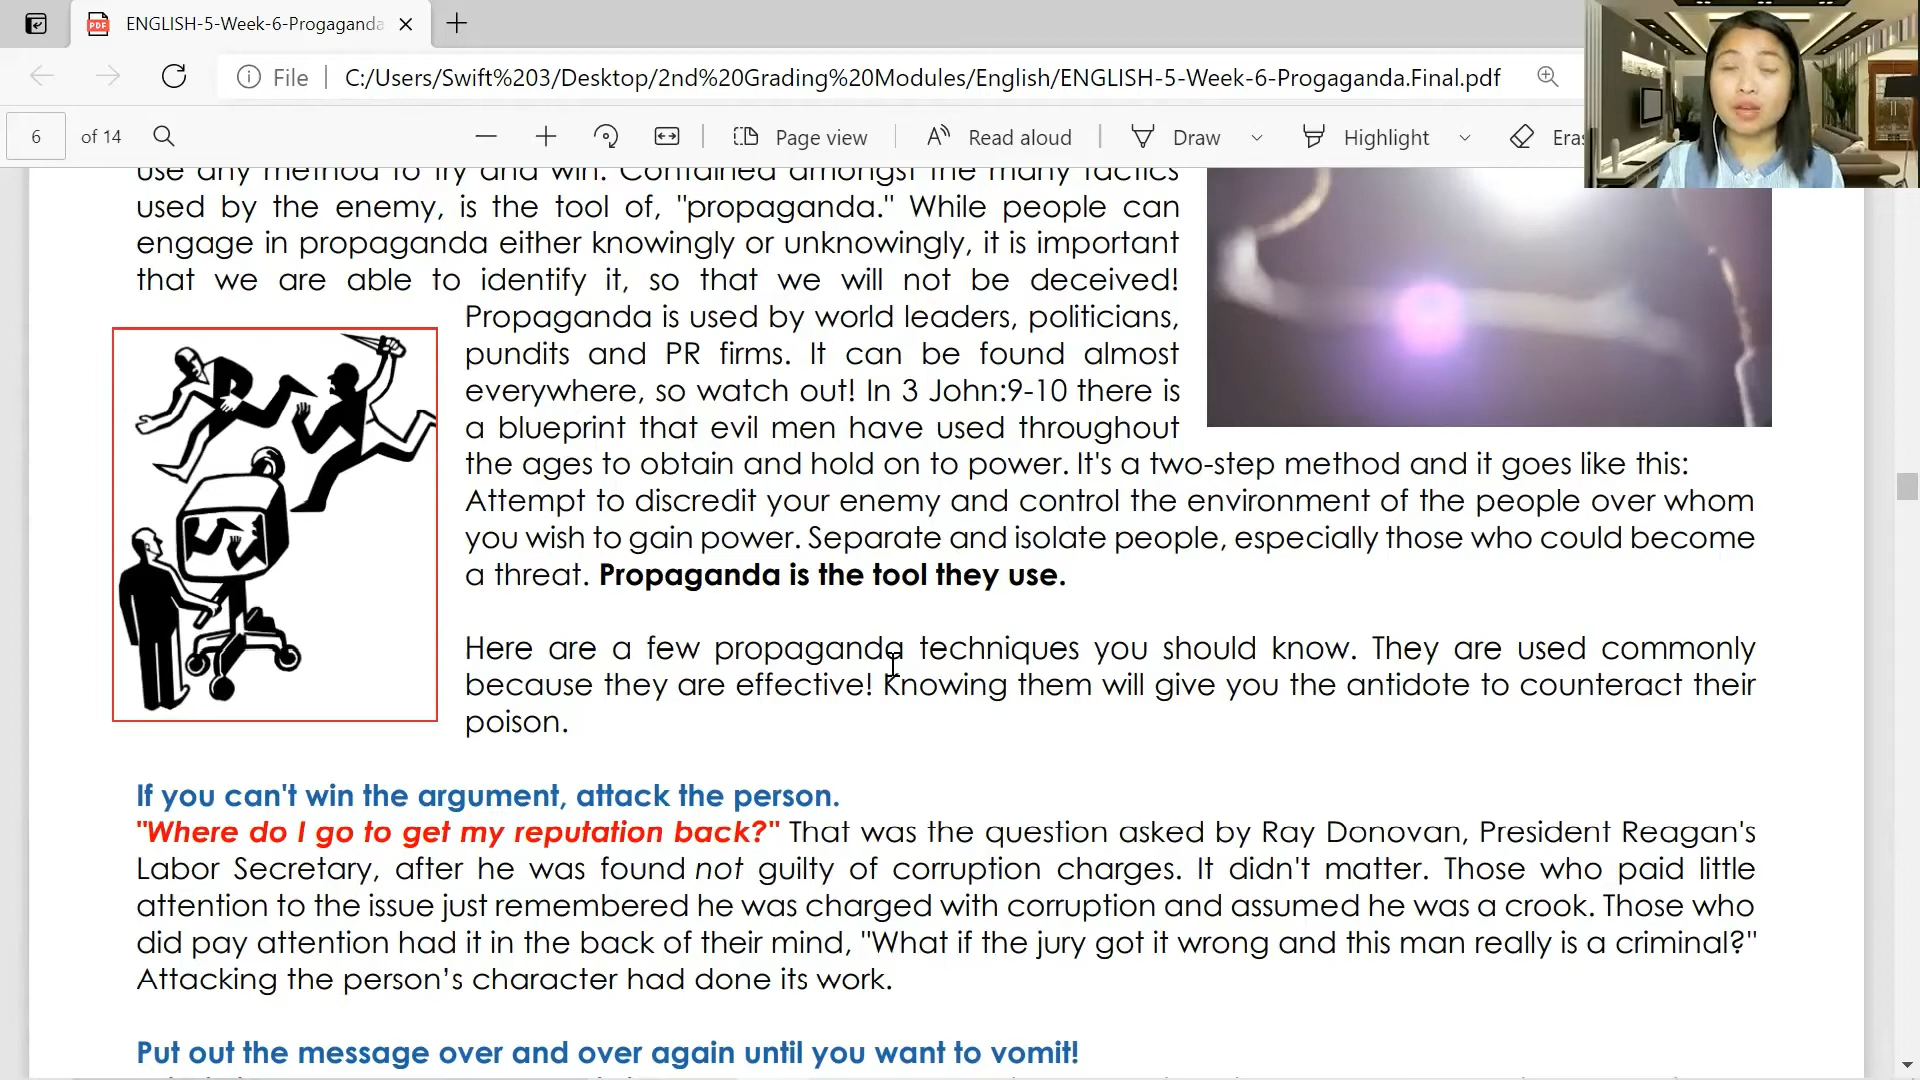 ENGLISH-5-Week-6-Progaganda
File
C:/Users/Swift%203/Desktop/2nd%20Grading%20Modules/English/ENGLISH-5-Week-6-Progaganda.Final.pdf
6 of 14
Page view
Read aloud
Draw
Highlight
Eras
use any method to try and win. Contained amongst the many tactics
used by the enemy, is the tool of, "propaganda." While people can
engage in propaganda either knowingly or unknowingly, it is important
that we are able to identify it, so that we will not be deceived!
Propaganda is used by world leaders, politicians,
pundits and PR firms. It can be found almost
everywhere, so watch out! In 3 John:9-10 there is
a blueprint that evil men have used throughout
the ages to obtain and hold on to power. It's a two-step method and it goes like this:
Attempt to discredit your enemy and control the environment of the people over whom
you wish to gain power. Separate and isolate people, especially those who could become
a threat. Propaganda is the tool they use.
Here are a few propaganda techniques you should know. They are used commonly
because they are effective! Knowing them will give you the antidote to counteract their
poison.
If you can't win the argument, attack the person.
"Where do I go to get my reputation back?" That was the question asked by Ray Donovan, President Reagan's
Labor Secretary, after he was found not guilty of corruption charges. It didn't matter. Those who paid little
attention to the issue just remembered he was charged with corruption and assumed he was a crook. Those who
did pay attention had it in the back of their mind, "What if the jury got it wrong and this man really is a criminal?"
Attacking the person’s character had done its work.
Put out the message over and over again until you want to vomit!